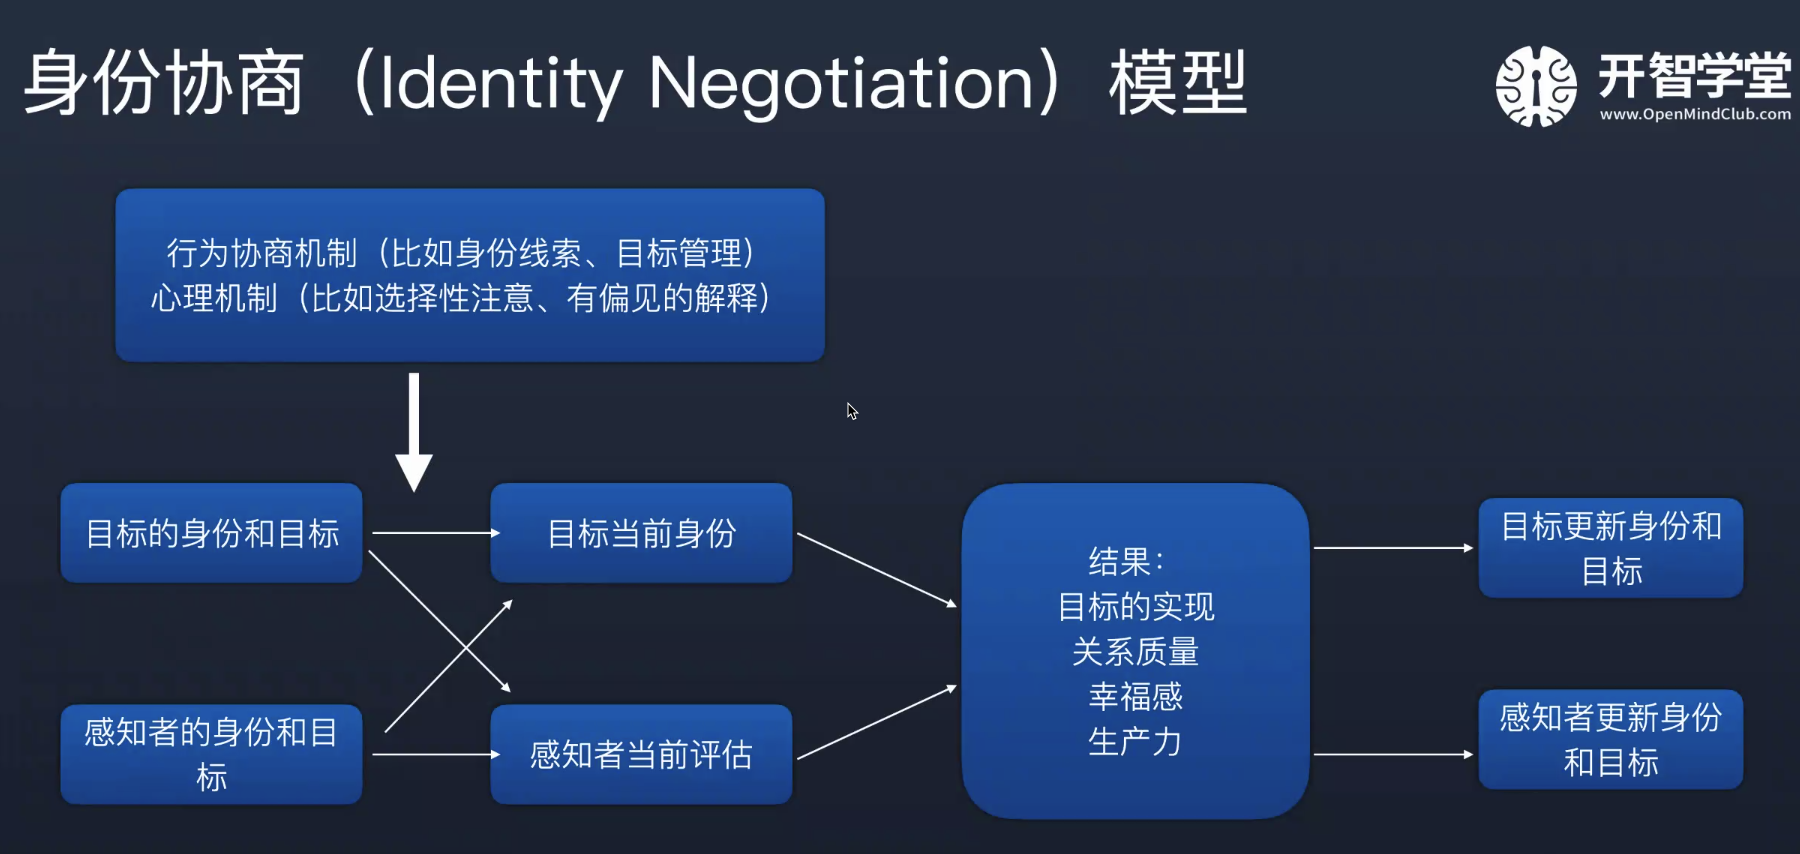 身份协商（Identity Negotiation）模型
开智学堂
www.OpenMindClub.com
行为协商机制（比如身份线索、目标管理）
心理机制（比如选择性注意、有偏见的解释）
目标的身份和目标
目标当前身份
感知者的身份和目
标
感知者当前评估
结果：
目标的实现
关系质量
幸福感
生产力
目标更新身份和
目标
感知者更新身份
和目标